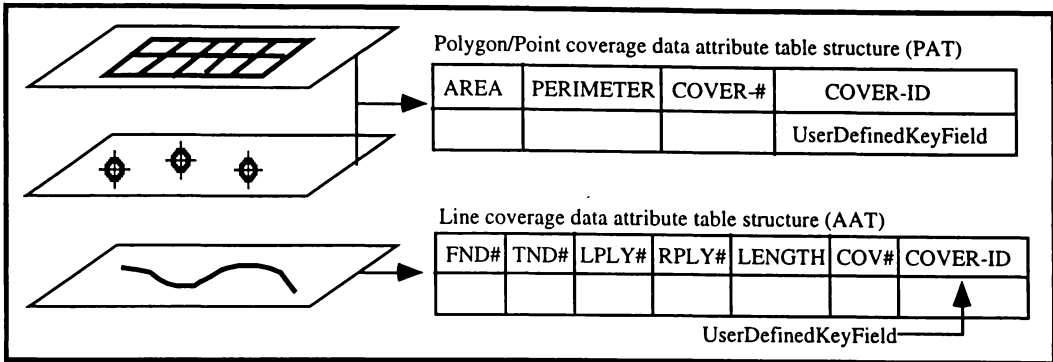 Polygon/Point coverage data attribute table structure (PAT)
AREA PERIMETER COVER-# COVER-ID
UserDefinedKeyField
Line coverage data attribute table structure (AAT)
FND# TND# LPLY# RPLY# LENGTH COV# COVER-ID
UserDefinedKeyField